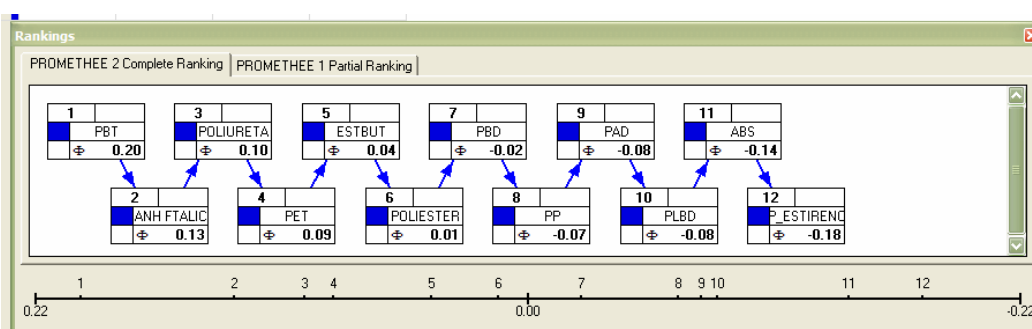 Rankings
PROMETHEE 2 Complete Ranking PROMETHEE 1 Partial Ranking
1 3 5 7 9 11
PBT POLIURETA ESTBUT PBD PAD ABS
Φ 0.20 Φ 0.10 Φ 0.04 Φ -0.02 Φ -0.08 Φ -0.14
2 4 6 8 10 12
ANH FTALIC PET POLIESTER PP PLBD P_ESTIRENO
Φ 0.13 Φ 0.09 Φ 0.01 Φ -0.07 Φ -0.08 Φ -0.18
1 2 3 4 5 6 7 8 9 10 11 12
0.22 0.00 -0.22